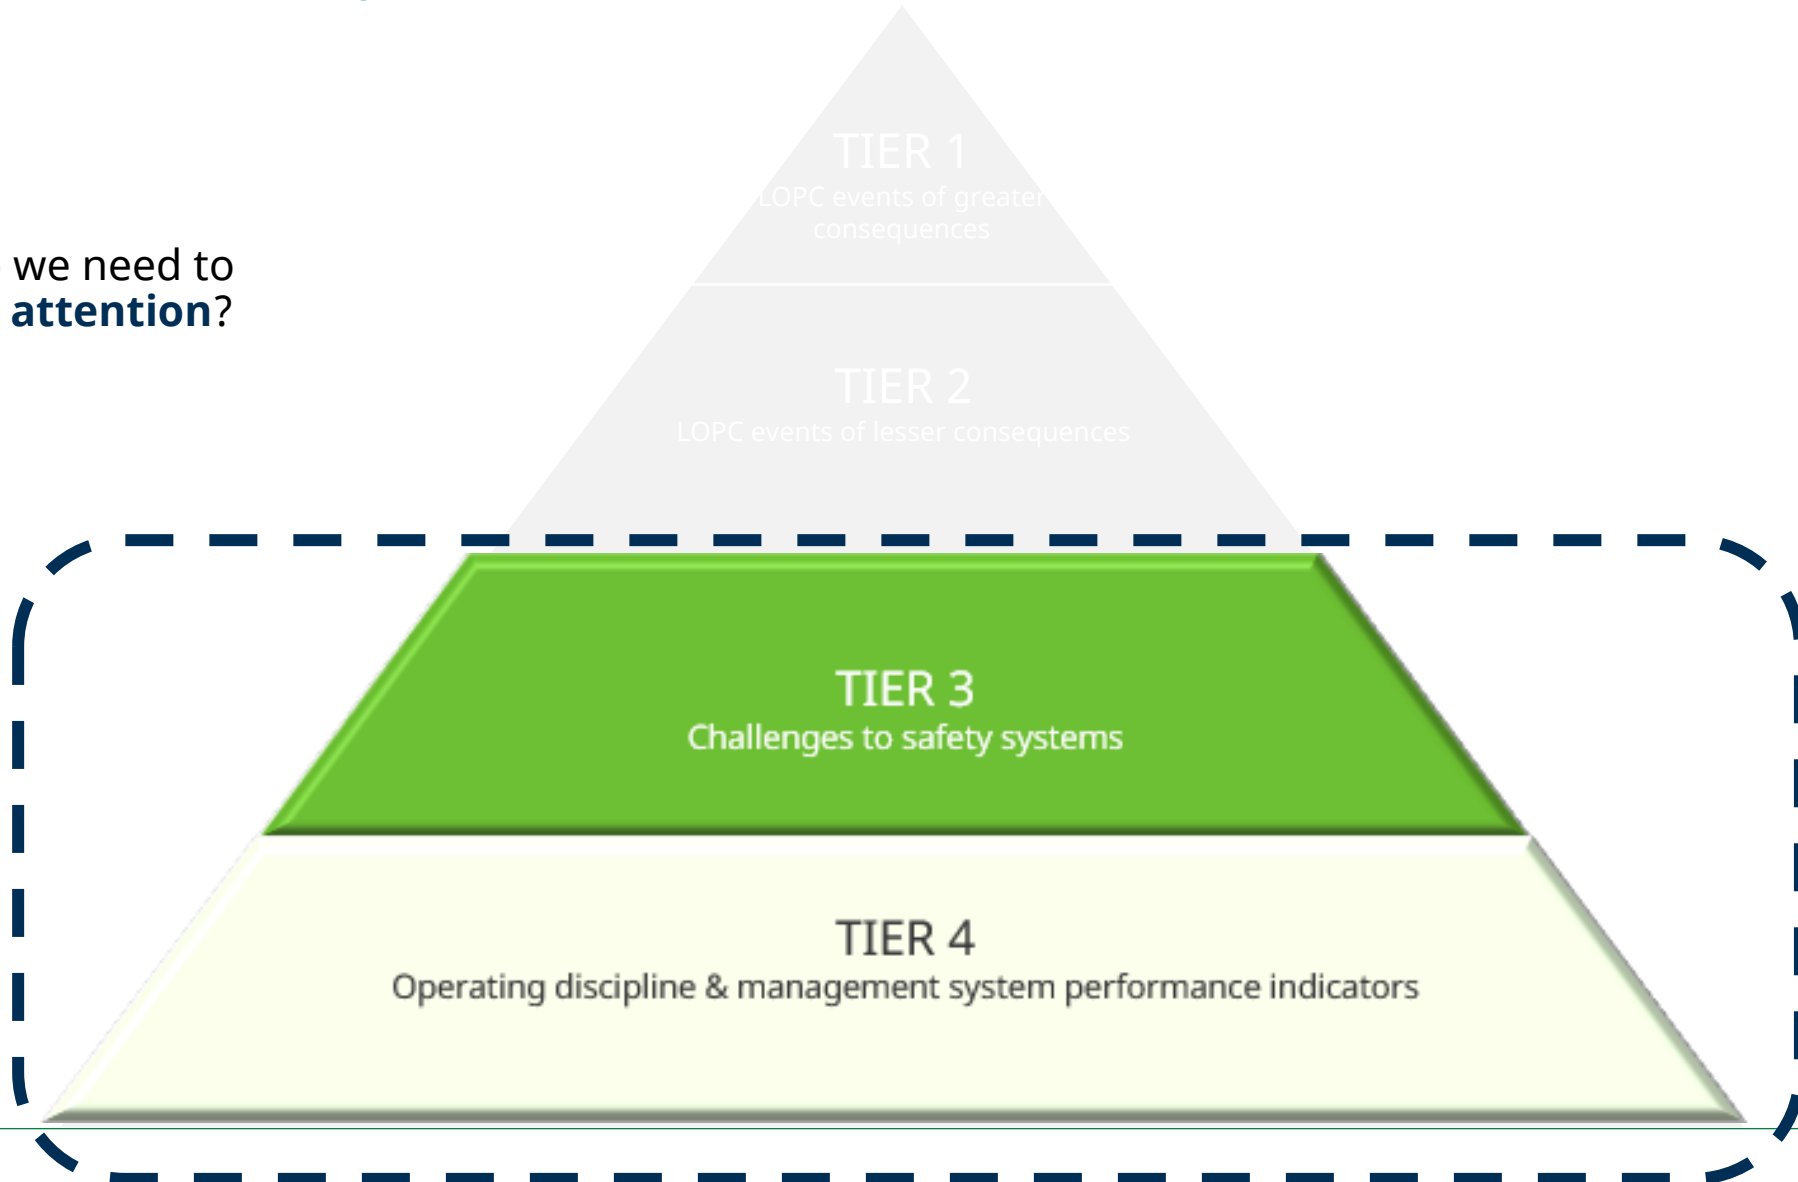 we need to
attention?
TIER 1
LOPC events of greater
consequences
TIER 2
LOPC events of lesser consequences
TIER 3
Challenges to safety systems
TIER 4
Operating discipline & management system performance indicators